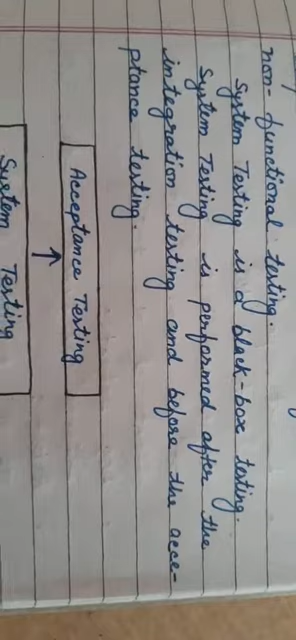 non-functional testing.
System Testing is a black-box testing.
System Testing is performed after the
integration testing and before the acce-
ptance testing.
Acceptance Testing
↑
System Testing